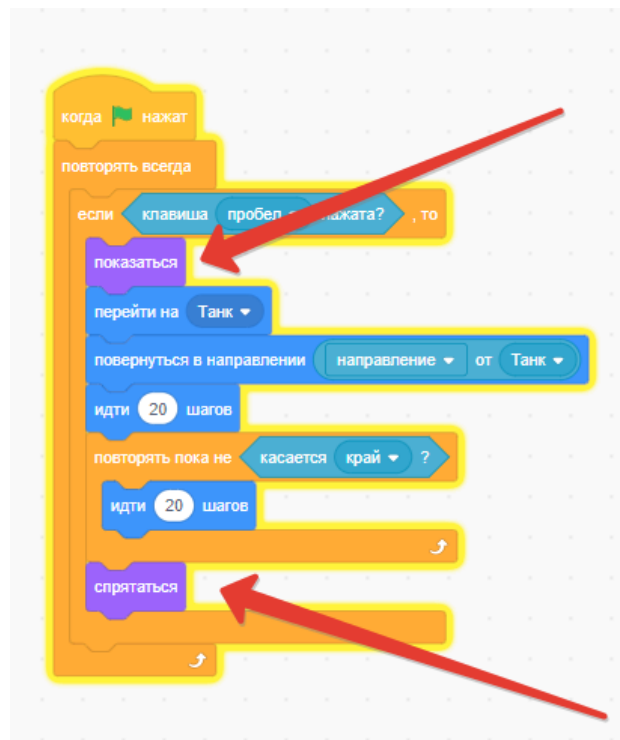 когда нажат
повторять всегда
если клавиша пробел нажата? , то
показаться
перейти на Танк
повернуться в направлении направление от Танк
идти 20 шагов
повторять пока не касается край ?
идти 20 шагов
спрятаться